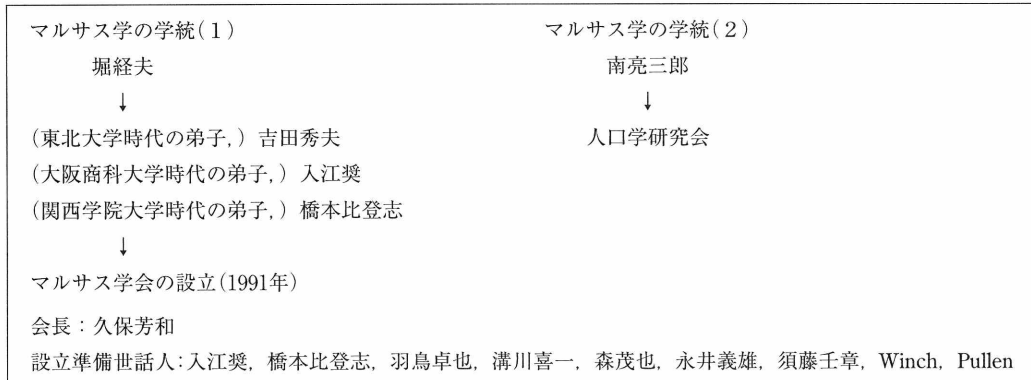 マルサス学の学統(1)
堀経夫
↓
(東北大学時代の弟子,) 吉田秀夫
(大阪商科大学時代の弟子,) 入江奨
(関西学院大学時代の弟子,) 橋本比登志
↓
マルサス学会の設立(1991年)
マルサス学の学統(2)
南亮三郎
↓
人口学研究会
会長:久保芳和
設立準備世話人:入江奨, 橋本比登志, 羽鳥卓也, 溝川喜一, 森茂也, 永井義雄, 須藤壬章, Winch, Pullen